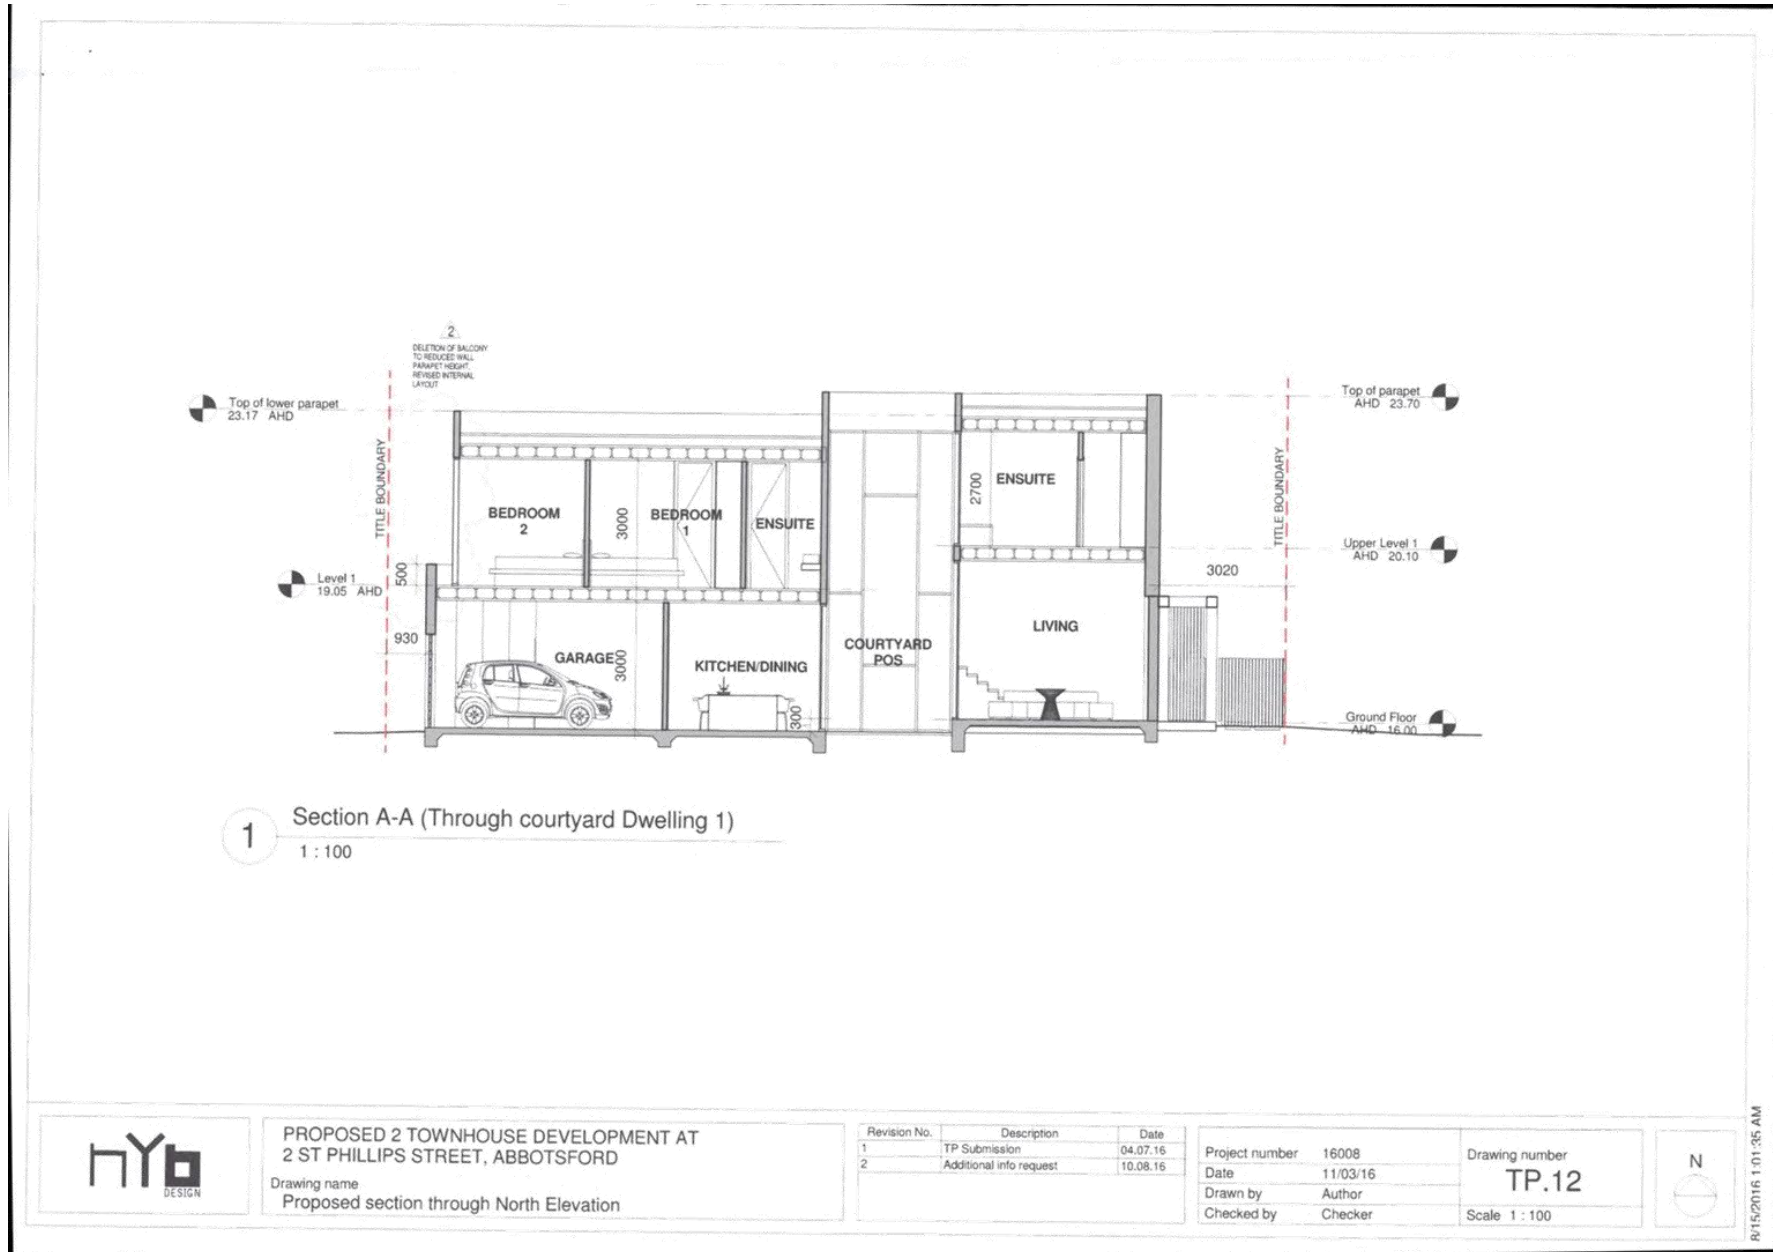 2
DELETION OF BALCONY
TO REDUCED WALL
PARAPET HEIGHT,
REVISED INTERNAL
LAYOUT
Top of lower parapet
23.17 AHD
Top of parapet
AHD 23.70
TITLE BOUNDARY
TITLE BOUNDARY
BEDROOM
2
3000
BEDROOM
1
ENSUITE
2700
ENSUITE
Upper Level 1
AHD 20.10
3020
Level 1
19.05 AHD
500
930
GARAGE
3000
KITCHEN/DINING
300
COURTYARD
POS
LIVING
Ground Floor
AHD 16.00
1
Section A-A (Through courtyard Dwelling 1)
1 : 100
hYb
DESIGN
PROPOSED 2 TOWNHOUSE DEVELOPMENT AT
2 ST PHILLIPS STREET, ABBOTSFORD
Drawing name
Proposed section through North Elevation
Revision No. Description Date
1 TP Submission 04.07.16
2 Additional info request 10.08.16
Project number 16008
Date 11/03/16
Drawn by Author
Checked by Checker
Drawing number
TP.12
Scale 1 : 100
N
8/15/2016 1:01:35 AM